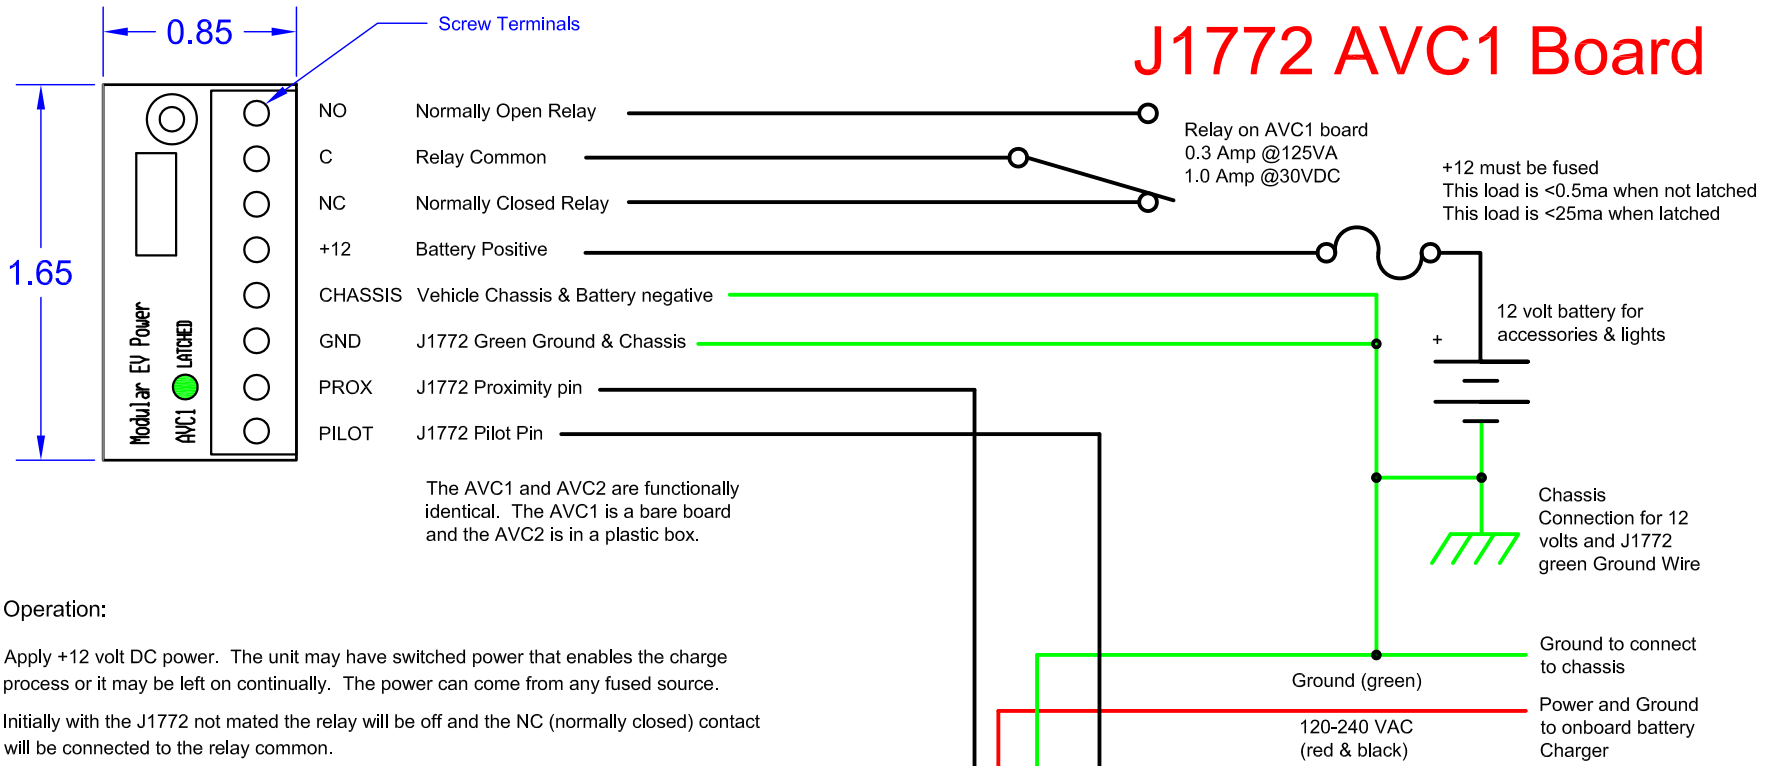 J1772 AVC1 Board
0.85
Screw Terminals
1.65
NO Normally Open Relay
C Relay Common
NC Normally Closed Relay
+12 Battery Positive
CHASSIS Vehicle Chassis & Battery negative
GND J1772 Green Ground & Chassis
PROX J1772 Proximity pin
PILOT J1772 Pilot Pin
Modular EV Power
AVC1 LATCHED
Relay on AVC1 board
0.3 Amp @125VA
1.0 Amp @30VDC
+12 must be fused
This load is <0.5ma when not latched
This load is <25ma when latched
12 volt battery for
accessories & lights
+
The AVC1 and AVC2 are functionally
identical. The AVC1 is a bare board
and the AVC2 is in a plastic box.
Chassis
Connection for 12
volts and J1772
green Ground Wire
Operation:
Apply +12 volt DC power. The unit may have switched power that enables the charge
process or it may be left on continually. The power can come from any fused source.
Initially with the J1772 not mated the relay will be off and the NC (normally closed) contact
will be connected to the relay common.
Ground to connect
to chassis
Ground (green)
Power and Ground
to onboard battery
Charger
120-240 VAC
(red & black)